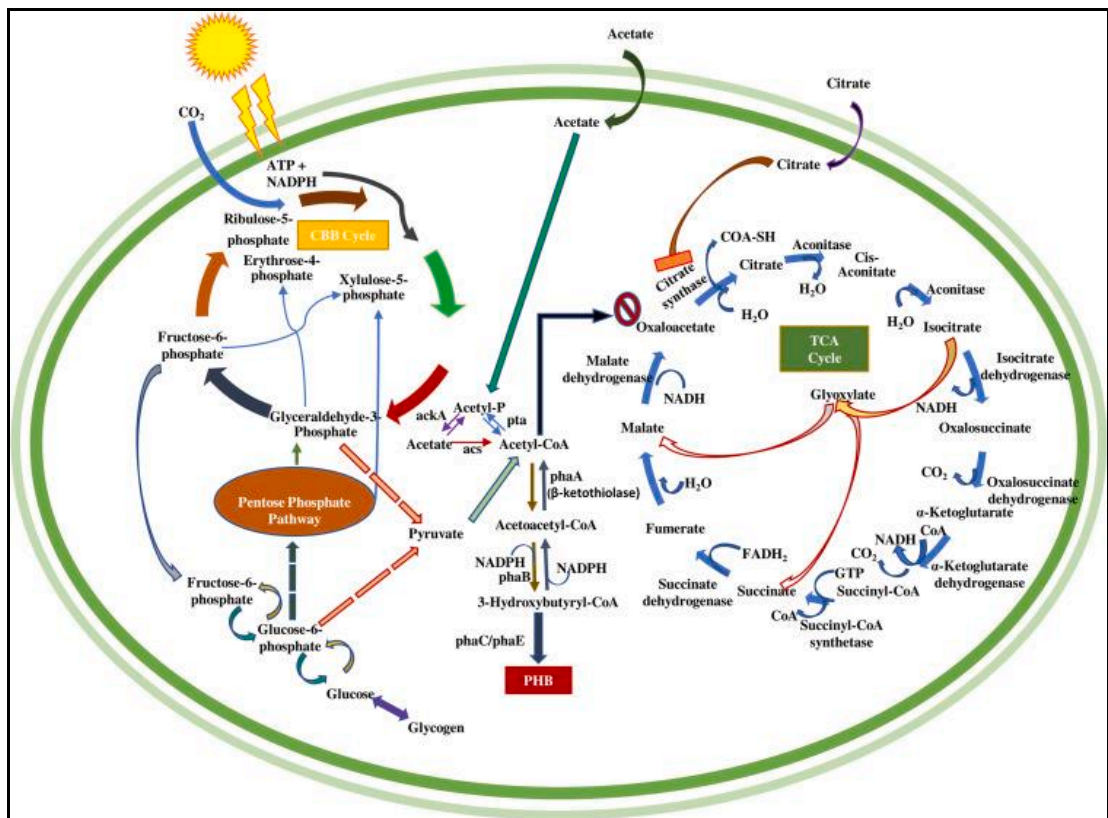 Acetate
Citrate
CO₂
Acetate
Citrate
ATP +
NADPH
Ribulose-5-
phosphate
CBB Cycle
Erythrose-4-
phosphate
Xylulose-5-
phosphate
Fructose-6-
phosphate
Glyceraldehyde-3-
Phosphate
Pentose Phosphate
Pathway
Fructose-6-
phosphate
Glucose-6-
phosphate
Glucose
Glycogen
Pyruvate
Acetyl-P
ackA
pta
Acetate
acs
Acetyl-CoA
phaA
(β-ketothiolase)
Acetoacetyl-CoA
NADPH
phaB
NADPH
3-Hydroxybutyryl-CoA
phaC/phaE
PHB
COA-SH
Citrate
synthase
Citrate
H₂O
Aconitase
H₂O
Cis-
Aconitate
Aconitase
H₂O
Isocitrate
Oxaloacetate
TCA
Cycle
Isocitrate
dehydrogenase
NADH
Oxalosuccinate
Malate
dehydrogenase
NADH
Glyoxylate
Malate
CO₂
Oxalosuccinate
dehydrogenase
H₂O
Fumerate
α-Ketoglutarate
CoA
NADH
α-Ketoglutarate
dehydrogenase
CO₂
FADH₂
GTP
Succinate
dehydrogenase
Succinate
Succinyl-CoA
CoA
Succinyl-CoA
synthetase